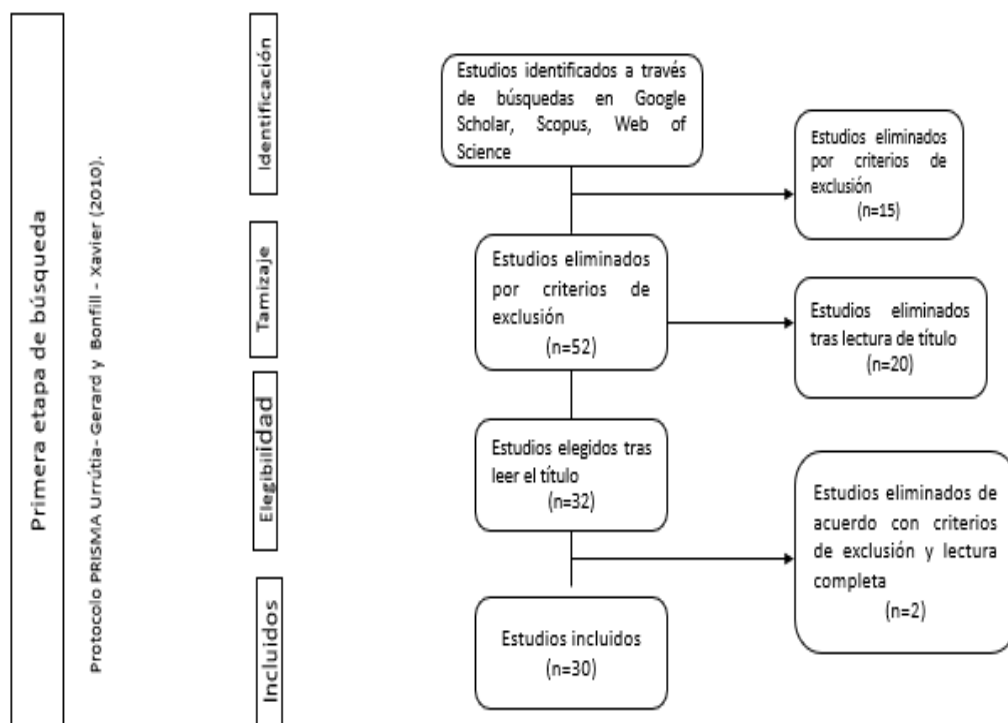 Primera etapa de búsqueda
Protocolo PRISMA Urrútia- Gerard y Bonfill - Xavier (2010).
Identificación
Estudios identificados a través
de búsquedas en Google
Scholar, Scopus, Web of
Science
Estudios eliminados
por criterios de
exclusión
(n=15)
Tamizaje
Estudios eliminados
por criterios de
exclusión
(n=52)
Estudios eliminados
tras lectura de título
(n=20)
Elegibilidad
Estudios elegidos tras
leer el título
(n=32)
Estudios eliminados de
acuerdo con criterios
de exclusión y lectura
completa
(n=2)
Incluidos
Estudios incluidos
(n=30)